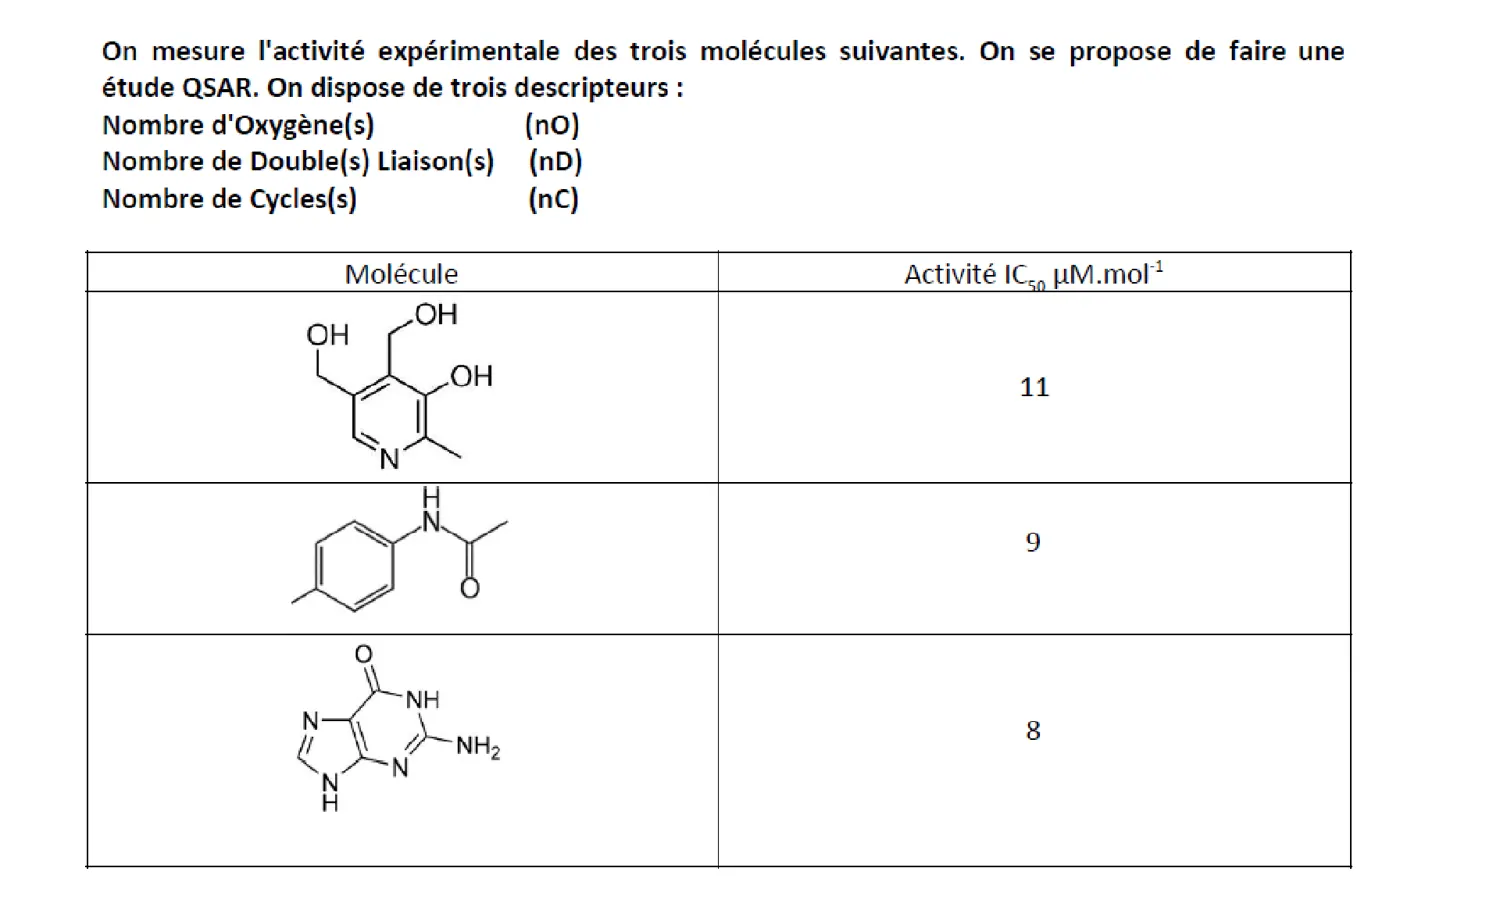 On mesure l'activité expérimentale des trois molécules suivantes. On se propose de faire une
étude QSAR. On dispose de trois descripteurs :
Nombre d'Oxygène(s) (nO)
Nombre de Double(s) Liaison(s) (nD)
Nombre de Cycles(s) (nC)
Molécule Activité IC₅₀ µM.mol⁻¹
OH
OH
OH
N
11
H
N
O
9
O
NH
N
NH₂
N
N
H
8